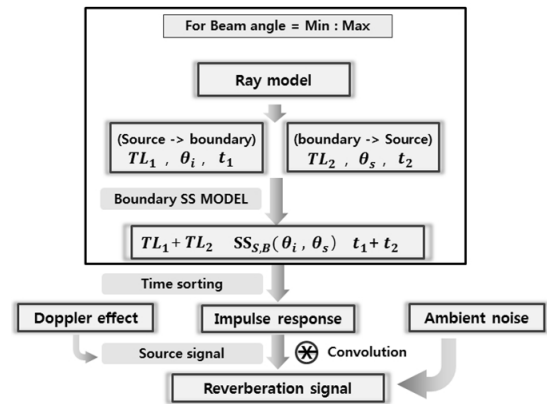 For Beam angle = Min : Max
Ray model
(Source -> boundary)
TL₁ , θᵢ , t₁
(boundary -> Source)
TL₂ , θₛ , t₂
Boundary SS MODEL
TL₁ + TL₂ SS_{S,B}(θᵢ , θₛ) t₁ + t₂
Time sorting
Doppler effect
Impulse response
Ambient noise
Source signal
Convolution
Reverberation signal